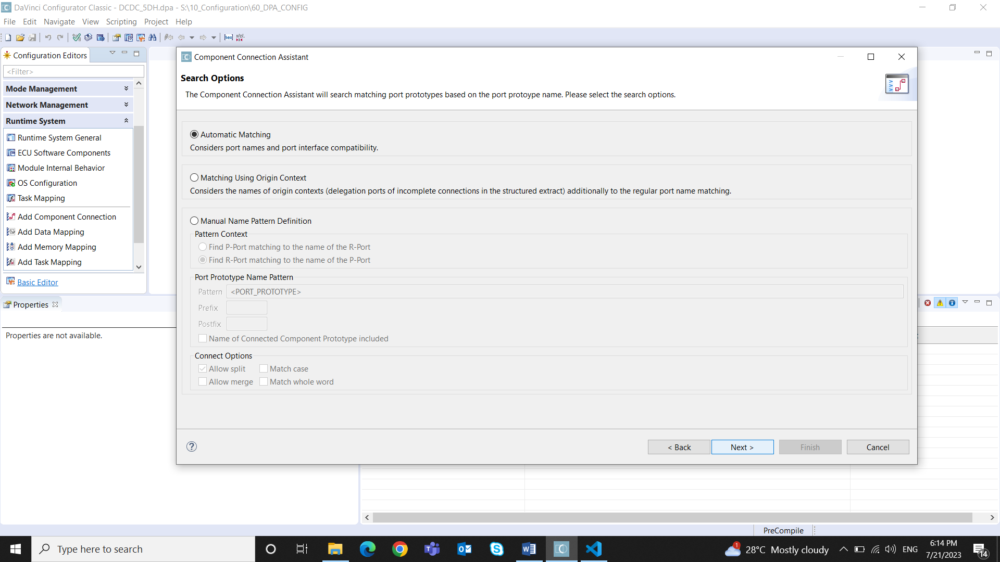 DaVinci Configurator Classic - DCDC_5DH.dpa - S:\10_Configuration\60_DPA_CONFIG
File Edit Navigate View Scripting Project Help
Configuration Editors
<Filter>
Mode Management
Network Management
Runtime System
Runtime System General
ECU Software Components
Module Internal Behavior
OS Configuration
Task Mapping
Add Component Connection
Add Data Mapping
Add Memory Mapping
Add Task Mapping
Basic Editor
Properties
Properties are not available.
Component Connection Assistant
Search Options
The Component Connection Assistant will search matching port prototypes based on the port protoype name. Please select the search options.
Automatic Matching
Considers port names and port interface compatibility.
Matching Using Origin Context
Considers the names of origin contexts (delegation ports of incomplete connections in the structured extract) additionally to the regular port name matching.
Manual Name Pattern Definition
Pattern Context
Find P-Port matching to the name of the R-Port
Find R-Port matching to the name of the P-Port
Port Prototype Name Pattern
Pattern <PORT_PROTOTYPE>
Prefix
Postfix
Name of Connected Component Prototype included
Connect Options
Allow split Match case
Allow merge Match whole word
< Back Next > Finish Cancel
PreCompile
Type here to search
1 28°C Mostly cloudy ENG 6:14 PM
7/21/2023 14